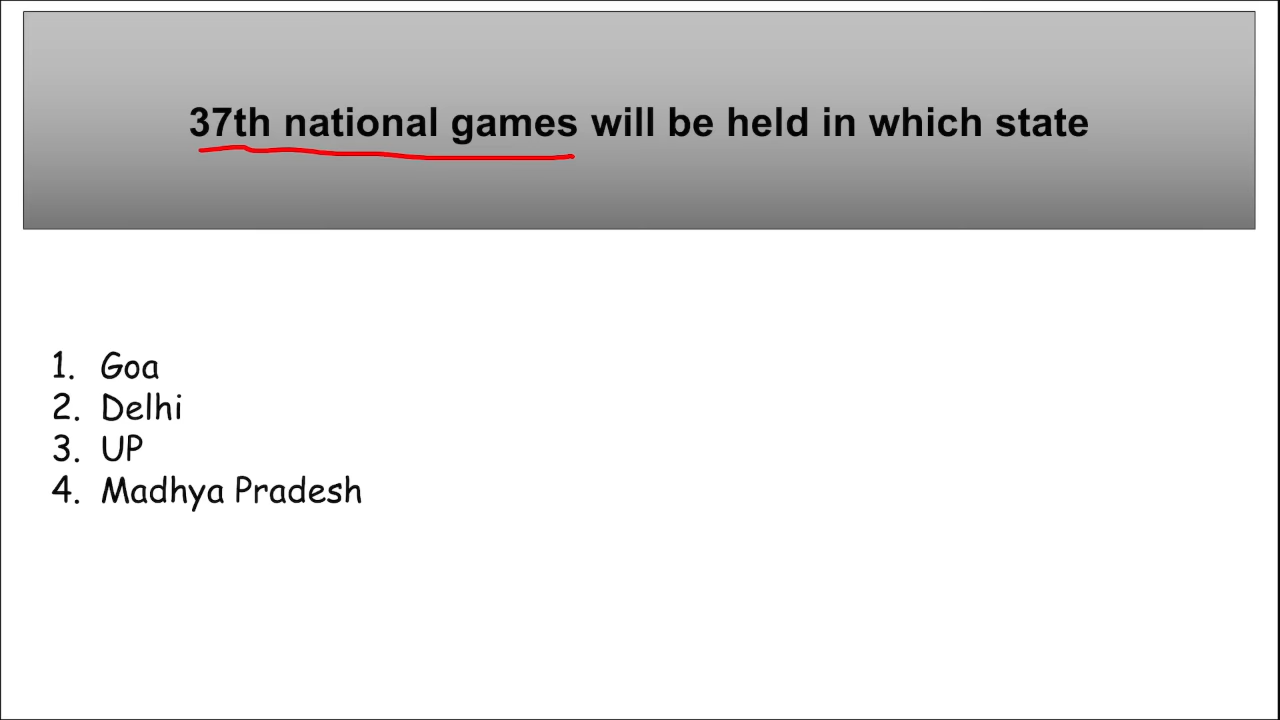 37th national games will be held in which state
1. Goa
2. Delhi
3. UP
4. Madhya Pradesh